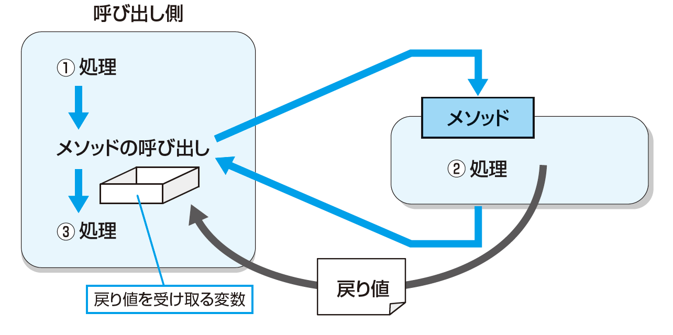 呼び出し側
① 処理
メソッドの呼び出し
③ 処理
戻り値を受け取る変数
メソッド
② 処理
戻り値